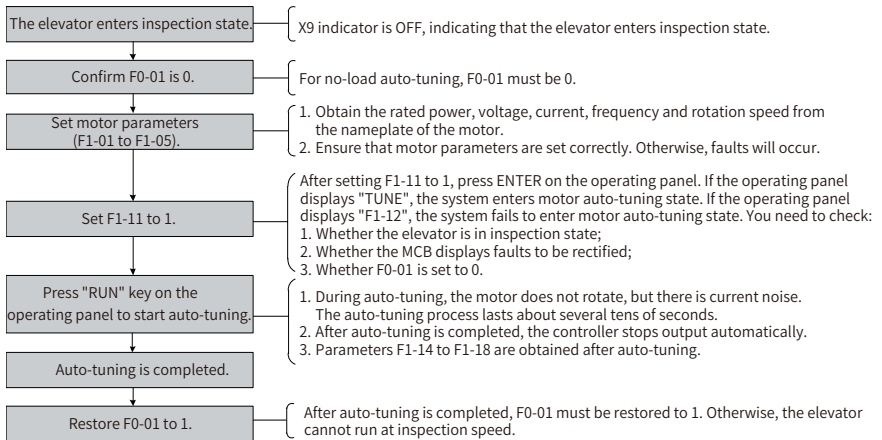 The elevator enters inspection state.
X9 indicator is OFF, indicating that the elevator enters inspection state.
Confirm F0-01 is 0.
For no-load auto-tuning, F0-01 must be 0.
Set motor parameters
(F1-01 to F1-05).
1. Obtain the rated power, voltage, current, frequency and rotation speed from
the nameplate of the motor.
2. Ensure that motor parameters are set correctly. Otherwise, faults will occur.
Set F1-11 to 1.
After setting F1-11 to 1, press ENTER on the operating panel. If the operating panel
displays "TUNE", the system enters motor auto-tuning state. If the operating panel
displays "F1-12", the system fails to enter motor auto-tuning state. You need to check:
1. Whether the elevator is in inspection state;
2. Whether the MCB displays faults to be rectified;
3. Whether F0-01 is set to 0.
Press "RUN" key on the
operating panel to start auto-tuning.
1. During auto-tuning, the motor does not rotate, but there is current noise.
The auto-tuning process lasts about several tens of seconds.
2. After auto-tuning is completed, the controller stops output automatically.
3. Parameters F1-14 to F1-18 are obtained after auto-tuning.
Auto-tuning is completed.
Restore F0-01 to 1.
After auto-tuning is completed, F0-01 must be restored to 1. Otherwise, the elevator
cannot run at inspection speed.